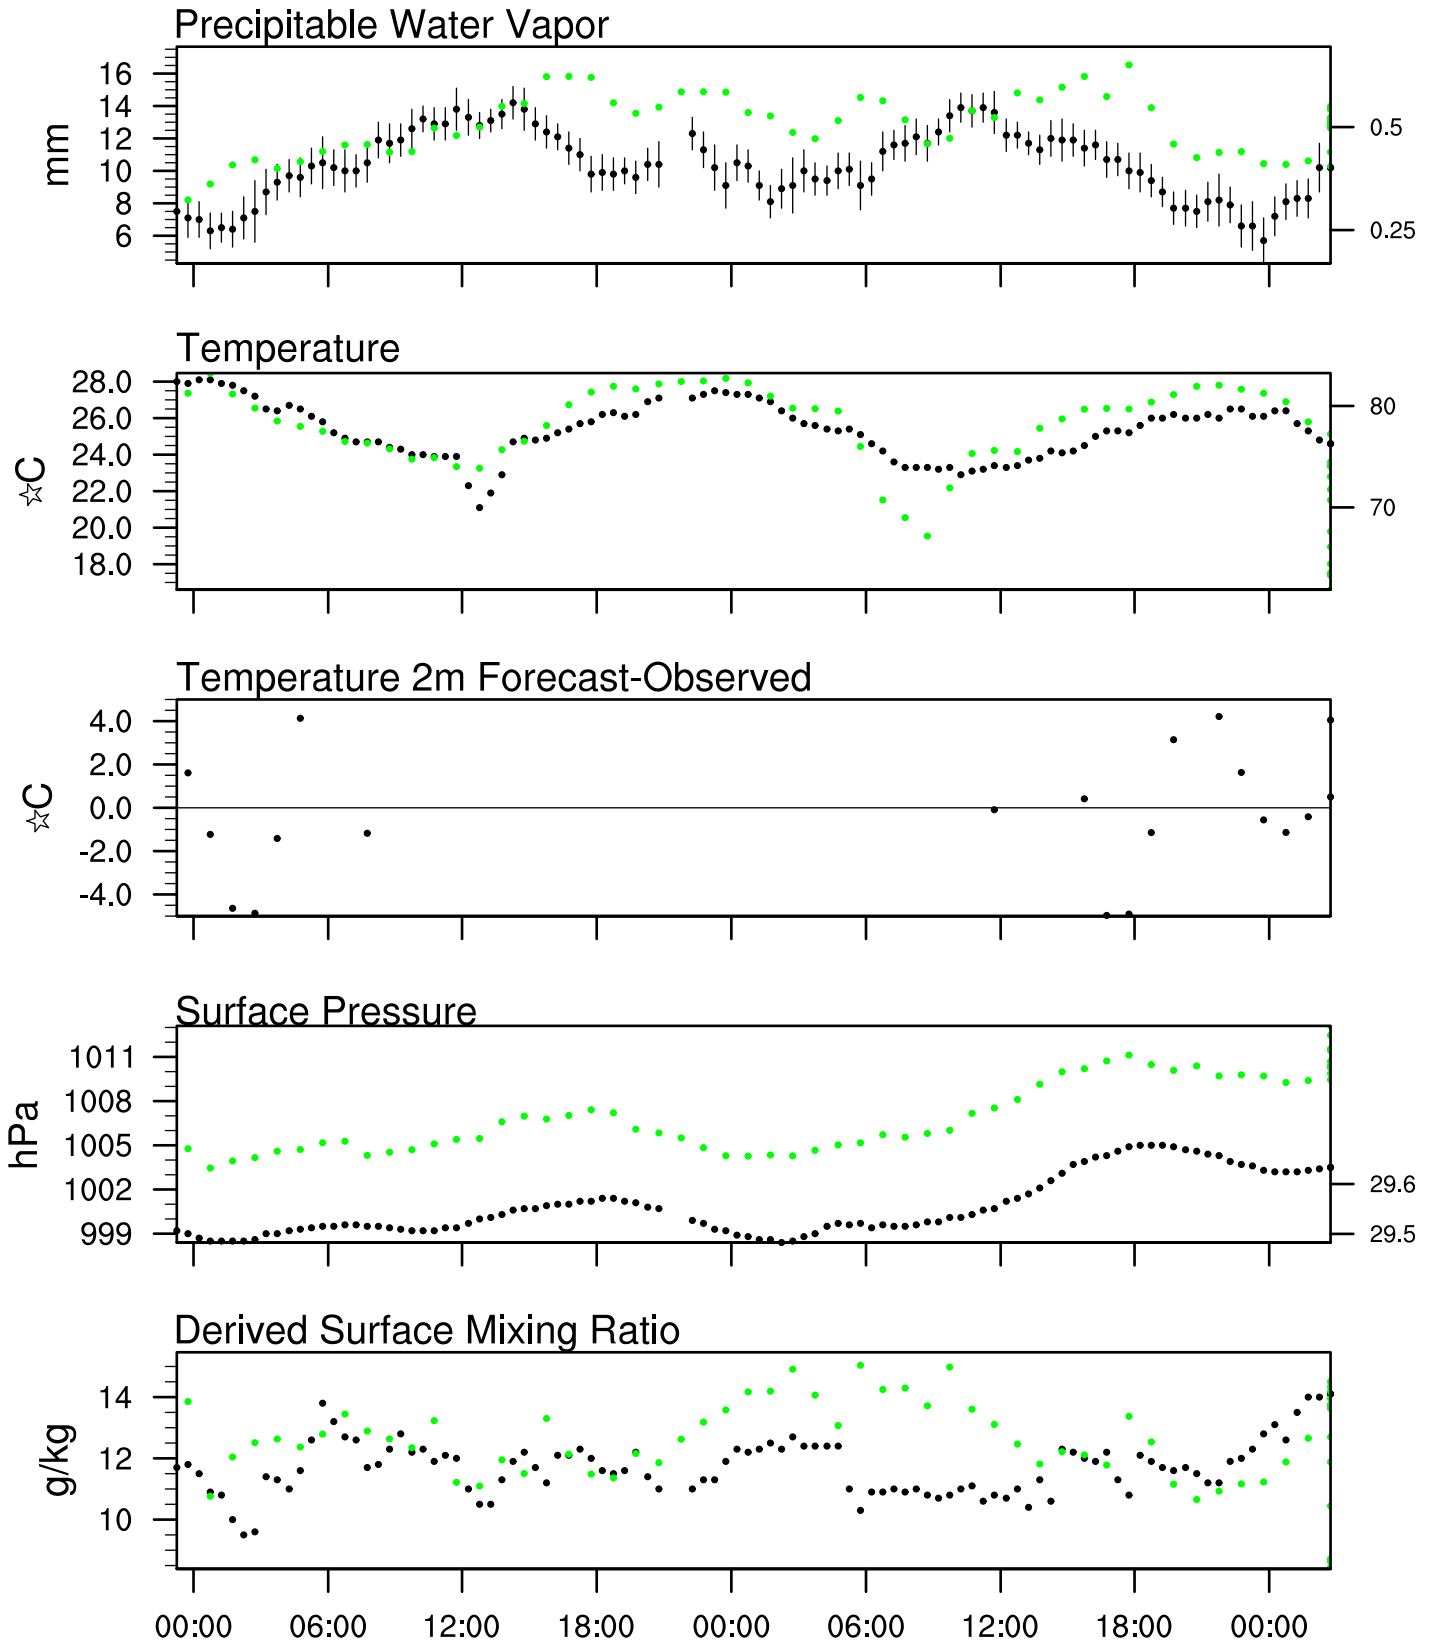 Precipitable Water Vapor
mm
16
14
12
10
8
6
0.5
0.25
Temperature
☆C
28.0
26.0
24.0
22.0
20.0
18.0
80
70
Temperature 2m Forecast-Observed
☆C
4.0
2.0
0.0
-2.0
-4.0
Surface Pressure
hPa
1011
1008
1005
1002
999
29.6
29.5
Derived Surface Mixing Ratio
g/kg
14
12
10
00:00 06:00 12:00 18:00 00:00 06:00 12:00 18:00 00:00